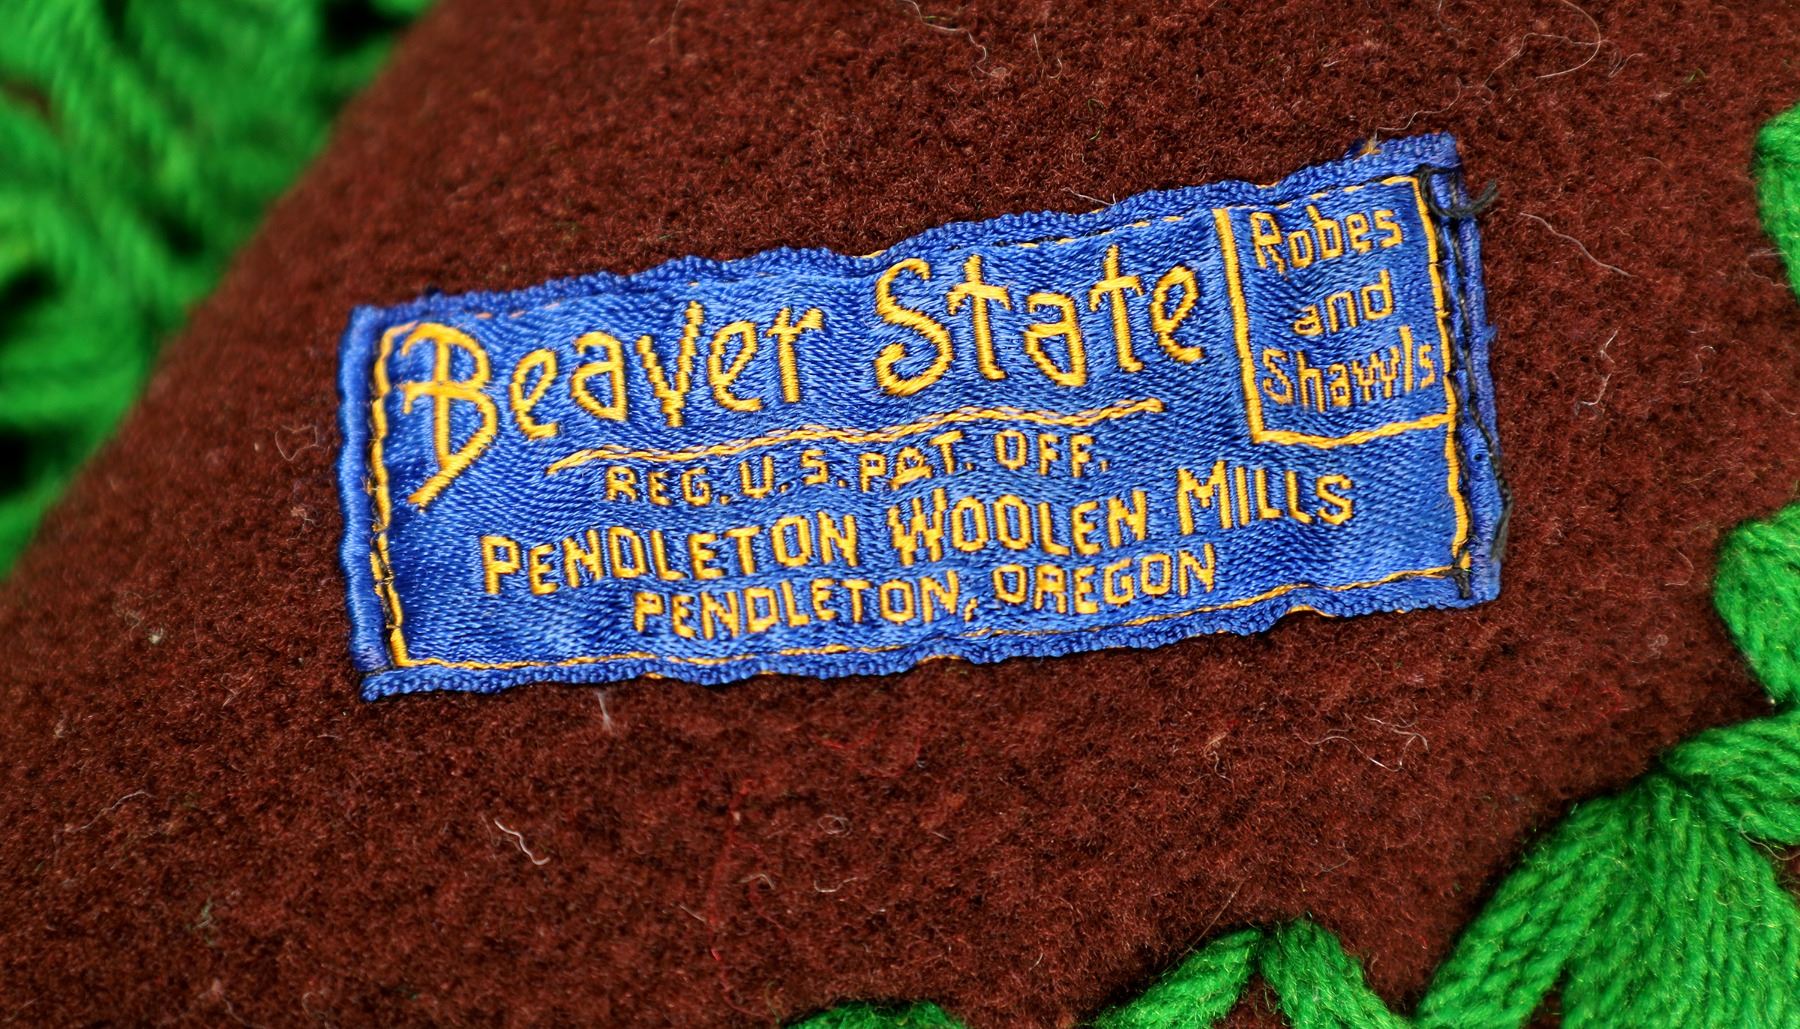 Beaver State
Robes
and
Shawls
REG. U. S. PAT. OFF.
PENDLETON WOOLEN MILLS
PENDLETON, OREGON